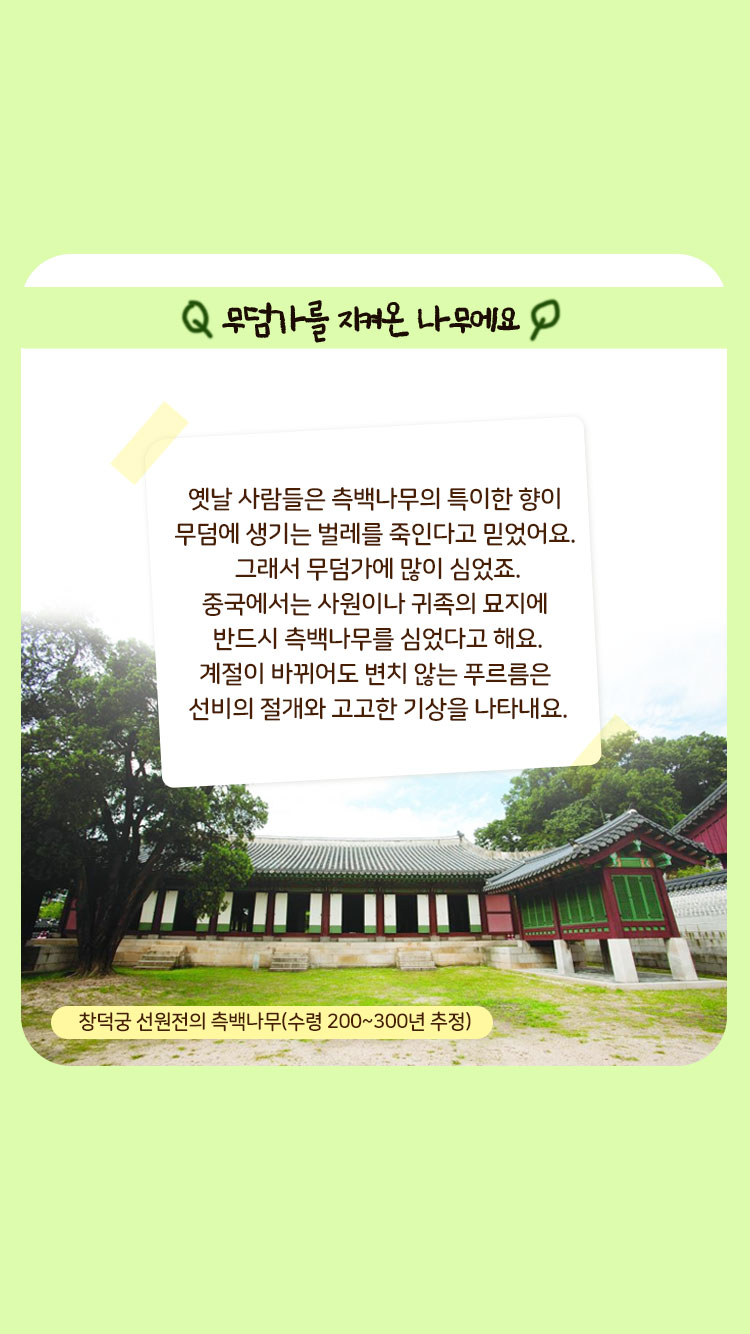 무덤가를 지켜온 나무에요
옛날 사람들은 측백나무의 특이한 향이
무덤에 생기는 벌레를 죽인다고 믿었어요.
그래서 무덤가에 많이 심었죠.
중국에서는 사원이나 귀족의 묘지에
반드시 측백나무를 심었다고 해요.
계절이 바뀌어도 변치 않는 푸르름은
선비의 절개와 고고한 기상을 나타내요.
창덕궁 선원전의 측백나무(수령 200~300년 추정)